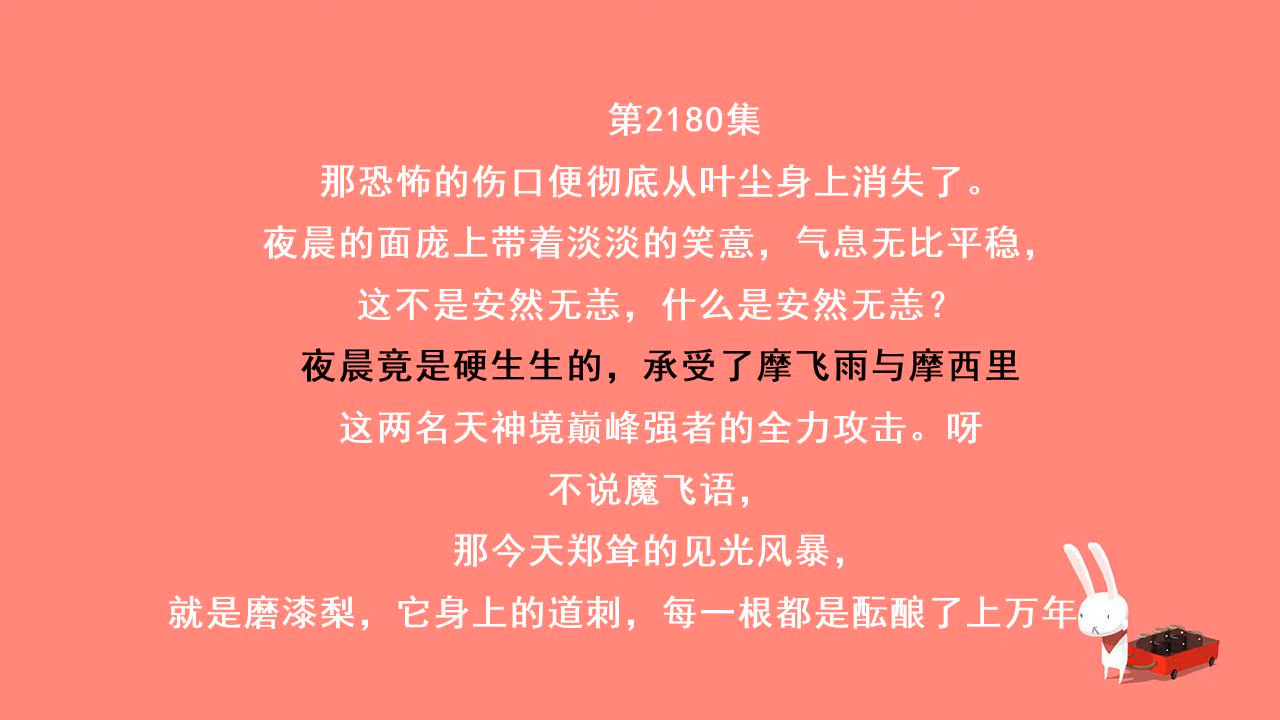 第2180集
那恐怖的伤口便彻底从叶尘身上消失了。
夜晨的面庞上带着淡淡的笑意，气息无比平稳，
这不是安然无恙，什么是安然无恙？
夜晨竟是硬生生的，承受了摩飞雨与摩西里
这两名天神境巅峰强者的全力攻击。呀
不说魔飞语，
那今天郑耸的见光风暴，
就是磨漆梨，它身上的道刺，每一根都是酝酿了上万年